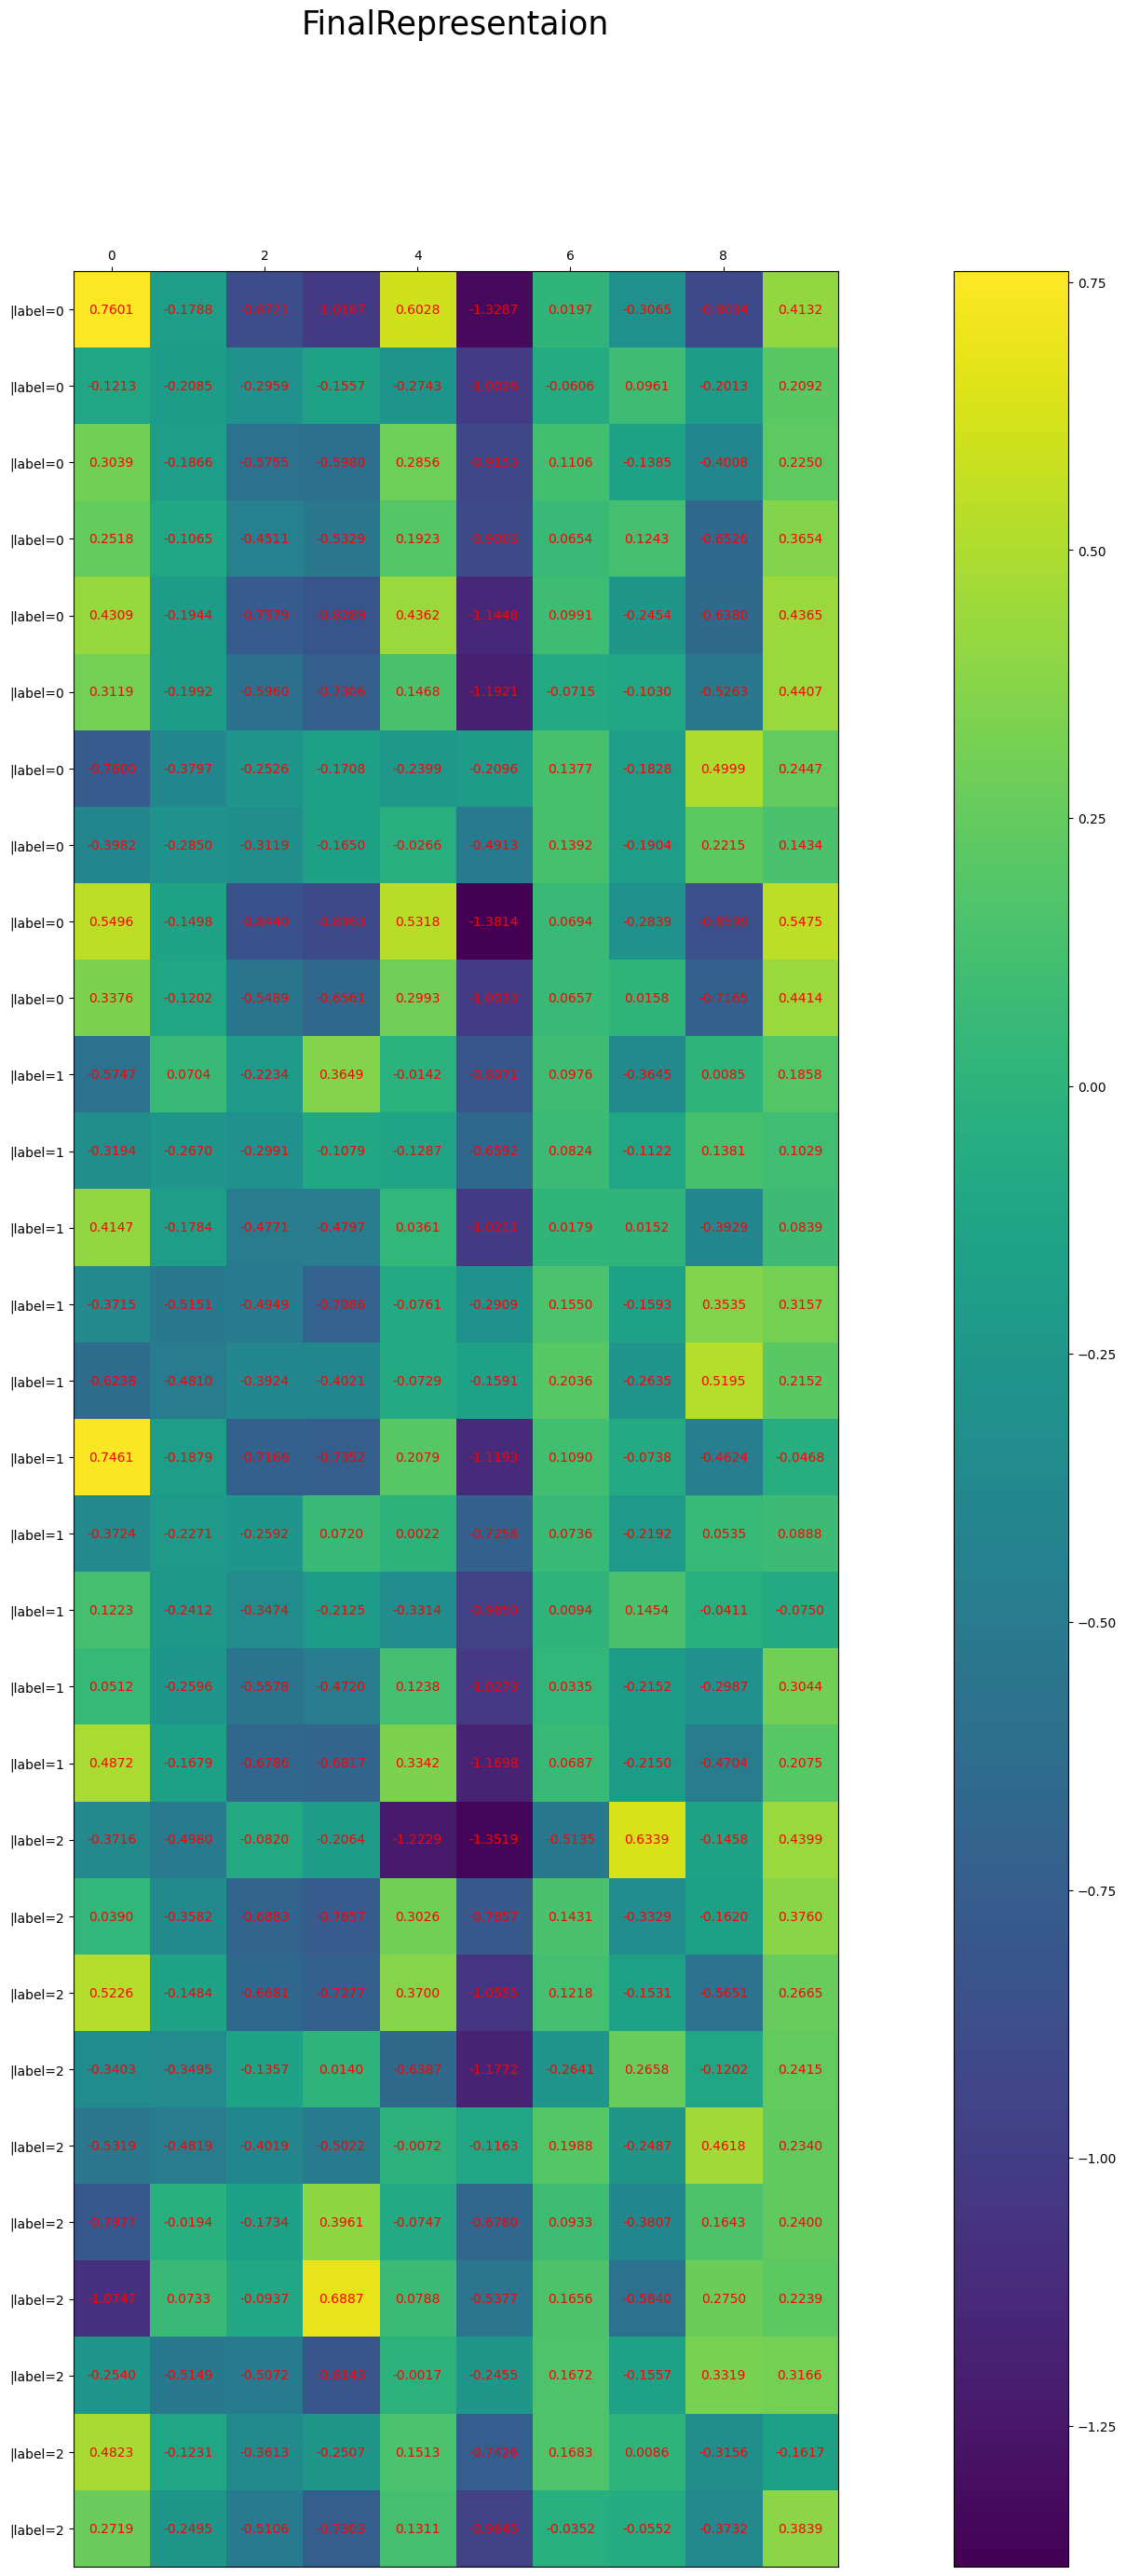 FinalRepresentaion
0 2 4 6 8
|label=0 0.7601 -0.1788 -0.8721 -1.0187 0.6028 -1.3287 0.0197 -0.3065 -0.9034 0.4132
|label=0 -0.1213 -0.2085 -0.2959 -0.1557 -0.2743 -1.0026 -0.0606 0.0961 -0.2013 0.2092
|label=0 0.3039 -0.1866 -0.5755 -0.5980 0.2856 0.1106 -0.1385 -0.4008 0.2250
|label=0 0.2518 -0.1065 -0.4511 -0.5329 0.1923 0.0654 0.1243 -0.6526 0.3654
|label=0 0.4309 -0.1944 -0.7579 -0.8289 0.4362 -1.1448 0.0991 -0.2454 -0.6380 0.4365
|label=0 0.3119 -0.1992 -0.5960 -0.7306 0.1468 -1.1921 -0.0715 -0.1030 -0.5263 0.4407
|label=0 -0.7600 -0.3797 -0.2526 -0.1708 -0.2399 -0.2096 0.1377 -0.1828 0.4999 0.2447
|label=0 -0.3982 -0.2850 -0.3119 -0.1650 -0.0266 -0.4913 0.1392 -0.1904 0.2215 0.1434
|label=0 0.5496 -0.1498 -0.8440 0.5318 -1.3814 0.0694 -0.2839 0.5475
|label=0 0.3376 -0.1202 -0.5489 -0.6561 0.2993 -1.0033 0.0657 0.0158 -0.7165 0.4414
|label=1 -0.5747 0.0704 -0.2234 0.3649 -0.0142 -0.8071 0.0976 -0.3645 0.0085 0.1858
|label=1 -0.3194 -0.2670 -0.2991 -0.1079 -0.1287 -0.6592 0.0824 -0.1122 0.1381 0.1029
|label=1 0.4147 -0.1784 -0.4771 -0.4797 0.0361 -1.0211 0.0179 0.0152 -0.3929 0.0839
|label=1 -0.3715 -0.5151 -0.4949 -0.7086 -0.0761 -0.2909 0.1550 -0.1593 0.3535 0.3157
|label=1 -0.6238 -0.4810 -0.3924 -0.4021 -0.0729 -0.1591 0.2036 -0.2635 0.5195 0.2152
|label=1 0.7461 -0.1879 -0.7166 -0.7352 0.2079 -1.1193 0.1090 -0.0738 -0.4624 -0.0468
|label=1 -0.3724 -0.2271 -0.2592 0.0720 0.0022 -0.7258 0.0736 -0.2192 0.0535 0.0888
|label=1 0.1223 -0.2412 -0.3474 -0.2125 -0.3314 0.0094 0.1454 -0.0411 -0.0750
|label=1 0.0512 -0.2596 -0.5578 -0.4720 0.1238 -1.0273 0.0335 -0.2152 -0.2987 0.3044
|label=1 0.4872 -0.1679 -0.6786 -0.6817 0.3342 -1.1698 0.0687 -0.2150 -0.4704 0.2075
|label=2 -0.3716 -0.4980 -0.0820 -0.2064 -1.2229 -1.3519 -0.5135 0.6339 -0.1458 0.4399
|label=2 0.0390 -0.3582 -0.6883 -0.7657 0.3026 -0.7857 0.1431 -0.3329 -0.1620 0.3760
|label=2 0.5226 -0.1484 -0.6681 -0.7277 0.3700 -1.0555 0.1218 -0.1531 -0.5651 0.2665
|label=2 -0.3403 -0.3495 -0.1357 0.0140 -0.6387 -1.1772 -0.2641 0.2658 -0.1202 0.2415
|label=2 -0.5319 -0.4819 -0.4019 -0.5022 -0.0072 -0.1163 0.1988 -0.2487 0.4618 0.2340
|label=2 -0.7977 -0.0194 -0.1734 0.3961 -0.0747 -0.6780 0.0933 -0.3807 0.1643 0.2400
|label=2 -1.0747 0.0733 -0.0937 0.6887 0.0788 -0.5377 0.1656 -0.5840 0.2750 0.2239
|label=2 -0.2540 -0.5149 -0.5072 -0.8143 -0.0017 -0.2455 0.1672 -0.1557 0.3319 0.3166
|label=2 0.4823 -0.1231 -0.3613 -0.2507 0.1513 -0.7426 0.1683 0.0086 -0.3156 -0.1617
|label=2 0.2719 -0.2495 -0.5106 -0.7303 0.1311 -0.9645 -0.0352 -0.0552 -0.3732 0.3839
0.75
0.50
0.25
0.00
−0.25
−0.50
−0.75
−1.00
−1.25